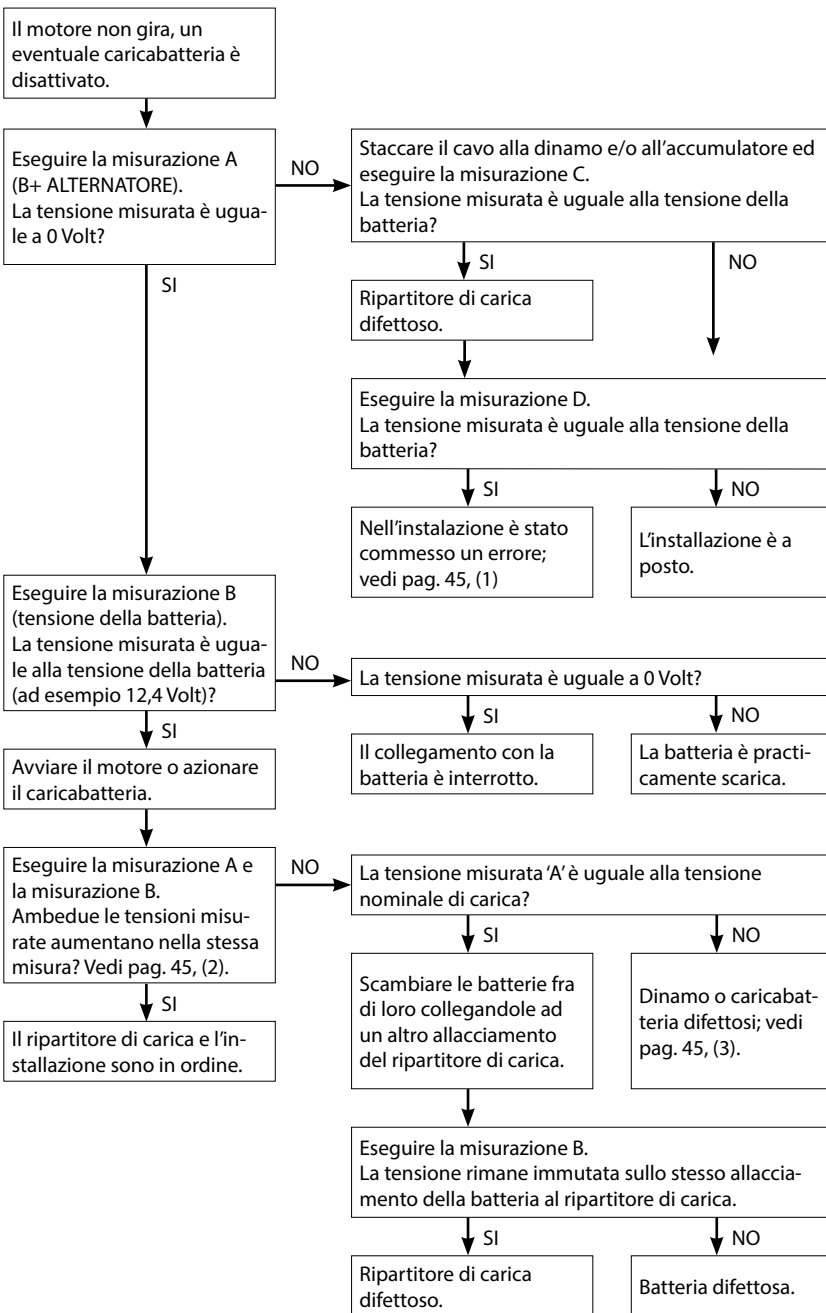 Il motore non gira, un
eventuale caricabatteria è
disattivato.
Eseguire la misurazione A
(B+ ALTERNATORE).
La tensione misurata è ugua-
le a 0 Volt?
NO
Staccare il cavo alla dinamo e/o all'accumulatore ed
eseguire la misurazione C.
La tensione misurata è uguale alla tensione della
batteria?
SI
SI
NO
Ripartitore di carica
difettoso.
Eseguire la misurazione D.
La tensione misurata è uguale alla tensione della
batteria?
SI
NO
Nell'instalazione è stato
commesso un errore;
vedi pag. 45, (1)
L'installazione è a
posto.
Eseguire la misurazione B
(tensione della batteria).
La tensione misurata è ugua-
le alla tensione della batteria
(ad esempio 12,4 Volt)?
NO
La tensione misurata è uguale a 0 Volt?
SI
SI
NO
Avviare il motore o azionare
il caricabatteria.
Il collegamento con la
batteria è interrotto.
La batteria è practi-
camente scarica.
Eseguire la misurazione A e
la misurazione B.
Ambedue le tensioni misu-
rate aumentano nella stessa
misura? Vedi pag. 45, (2).
NO
La tensione misurata 'A' è uguale alla tensione
nominale di carica?
SI
SI
NO
Il ripartitore di carica e l'in-
stallazione sono in ordine.
Scambiare le batterie fra
di loro collegandole ad
un altro allacciamento
del ripartitore di carica.
Dinamo o caricabat-
teria difettosi; vedi
pag. 45, (3).
Eseguire la misurazione B.
La tensione rimane immutata sullo stesso allaccia-
mento della batteria al ripartitore di carica.
SI
NO
Ripartitore di carica
difettoso.
Batteria difettosa.